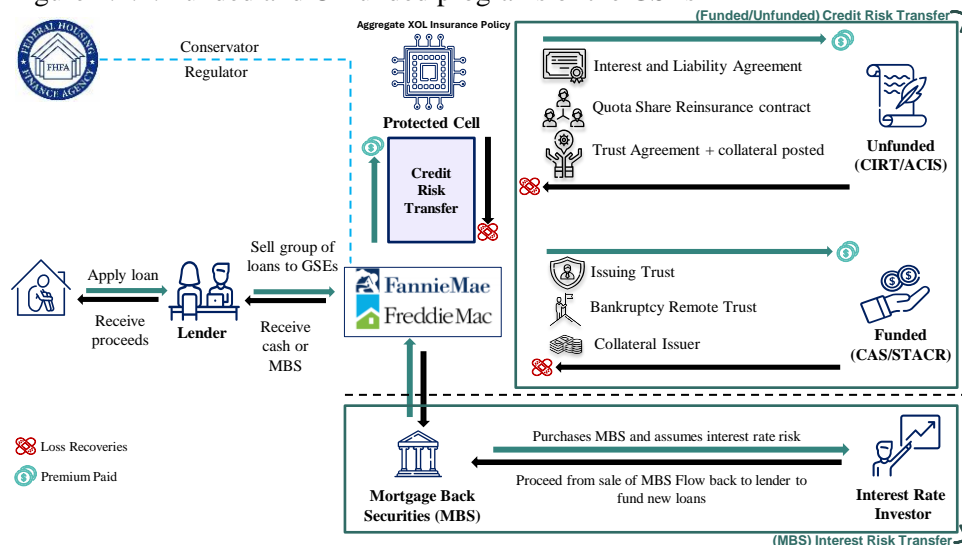 (Funded/Unfunded) Credit Risk Transfer
Aggregate XOL Insurance Policy
FEDERAL HOUSING
FHFA
FINANCE AGENCY
Conservator
Regulator
Protected Cell
Credit
Risk
Transfer
Interest and Liability Agreement
Quota Share Reinsurance contract
Trust Agreement + collateral posted
Unfunded
(CIRT/ACIS)
Apply loan
Receive
proceeds
Lender
Sell group of
loans to GSEs
Receive
cash or
MBS
FannieMae
FreddieMac
Issuing Trust
Bankruptcy Remote Trust
Collateral Issuer
Funded
(CAS/STACR)
Loss Recoveries
Premium Paid
Mortgage Back
Securities (MBS)
Purchases MBS and assumes interest rate risk
Proceed from sale of MBS Flow back to lender to
fund new loans
Interest Rate
Investor
(MBS) Interest Risk Transfer